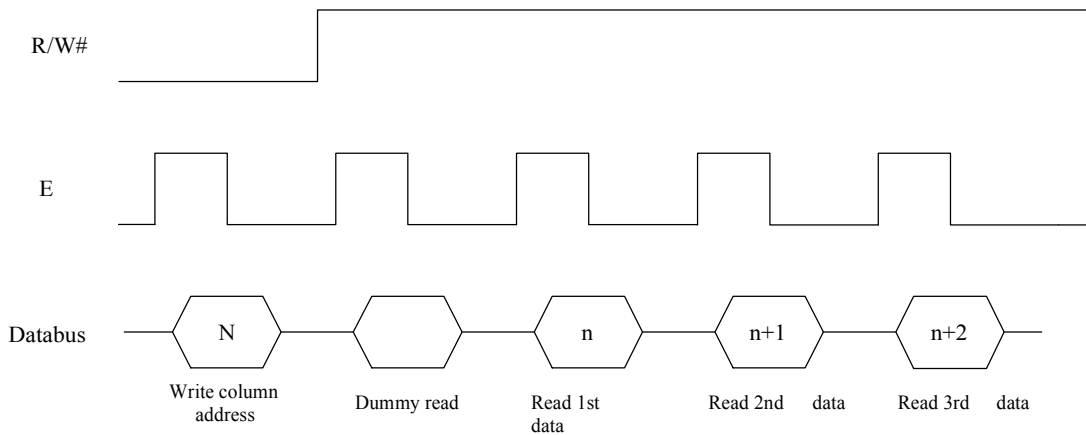 R/W#
E
Databus
N
n
n+1
n+2
Write column
address
Dummy read
Read 1st
data
Read 2nd data
Read 3rd data